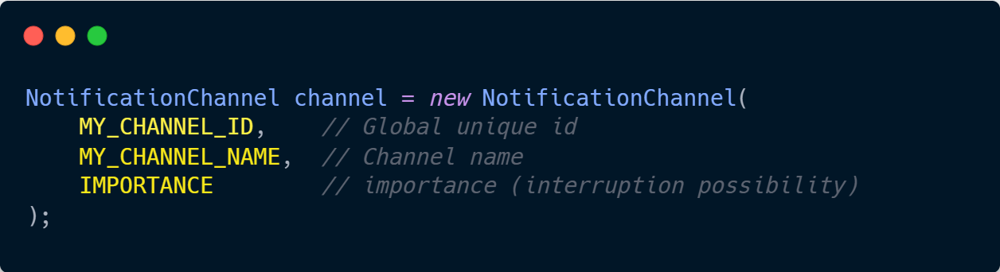 NotificationChannel channel = new NotificationChannel(
    MY_CHANNEL_ID,    // Global unique id
    MY_CHANNEL_NAME,  // Channel name
    IMPORTANCE        // importance (interruption possibility)
);